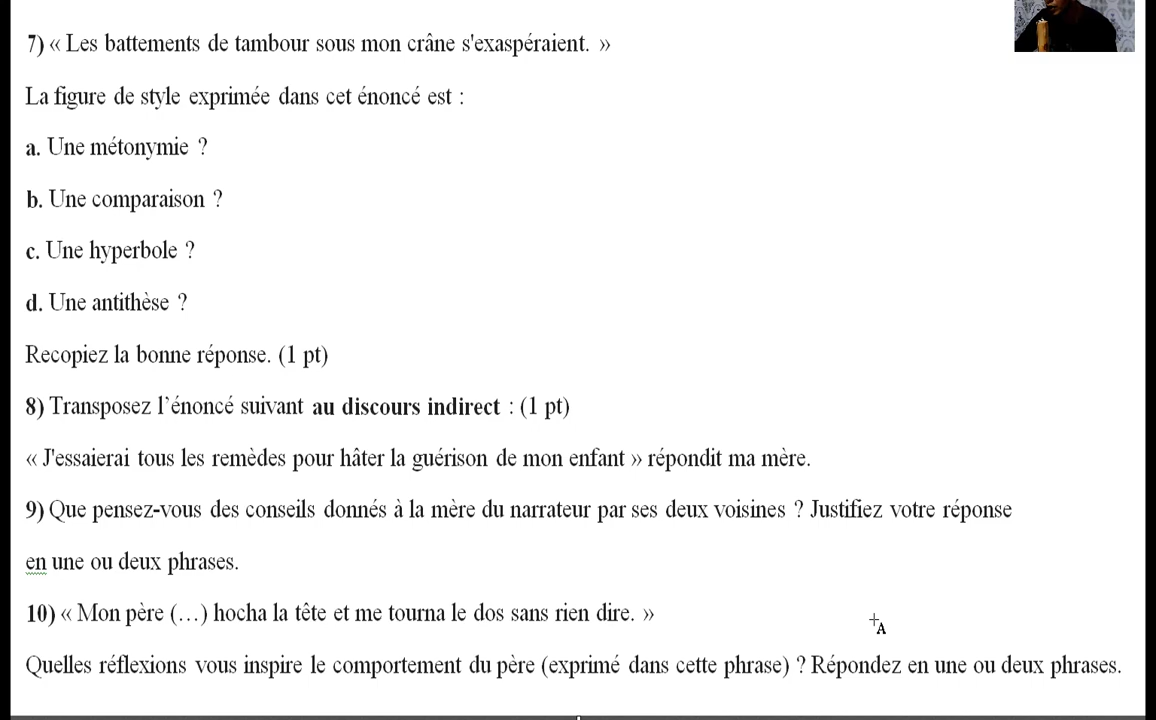 7) « Les battements de tambour sous mon crâne s'exaspéraient. »
La figure de style exprimée dans cet énoncé est :
a. Une métonymie ?
b. Une comparaison ?
c. Une hyperbole ?
d. Une antithèse ?
Recopiez la bonne réponse. (1 pt)
8) Transposez l’énoncé suivant au discours indirect : (1 pt)
« J'essaierai tous les remèdes pour hâter la guérison de mon enfant » répondit ma mère.
9) Que pensez-vous des conseils donnés à la mère du narrateur par ses deux voisines ? Justifiez votre réponse
en une ou deux phrases.
10) « Mon père (…) hocha la tête et me tourna le dos sans rien dire. »
Quelles réflexions vous inspire le comportement du père (exprimé dans cette phrase) ? Répondez en une ou deux phrases.